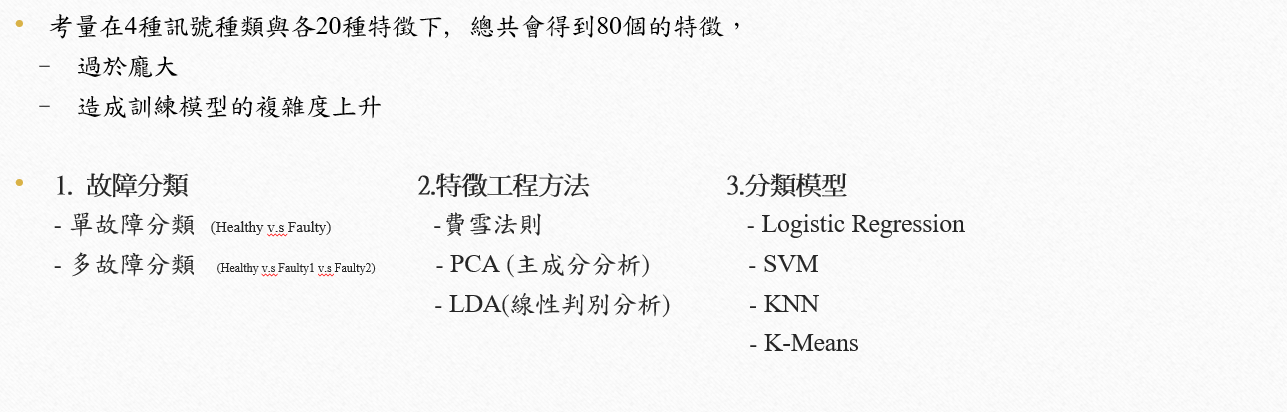 • 考量在4種訊號種類與各20種特徵下，總共會得到80個的特徵，
– 過於龐大
– 造成訓練模型的複雜度上升
• 1. 故障分類
- 單故障分類 (Healthy v.s Faulty)
- 多故障分類 (Healthy v.s Faulty1 v.s Faulty2)
2.特徵工程方法
-費雪法則
- PCA (主成分分析)
- LDA(線性判別分析)
3.分類模型
- Logistic Regression
- SVM
- KNN
- K-Means